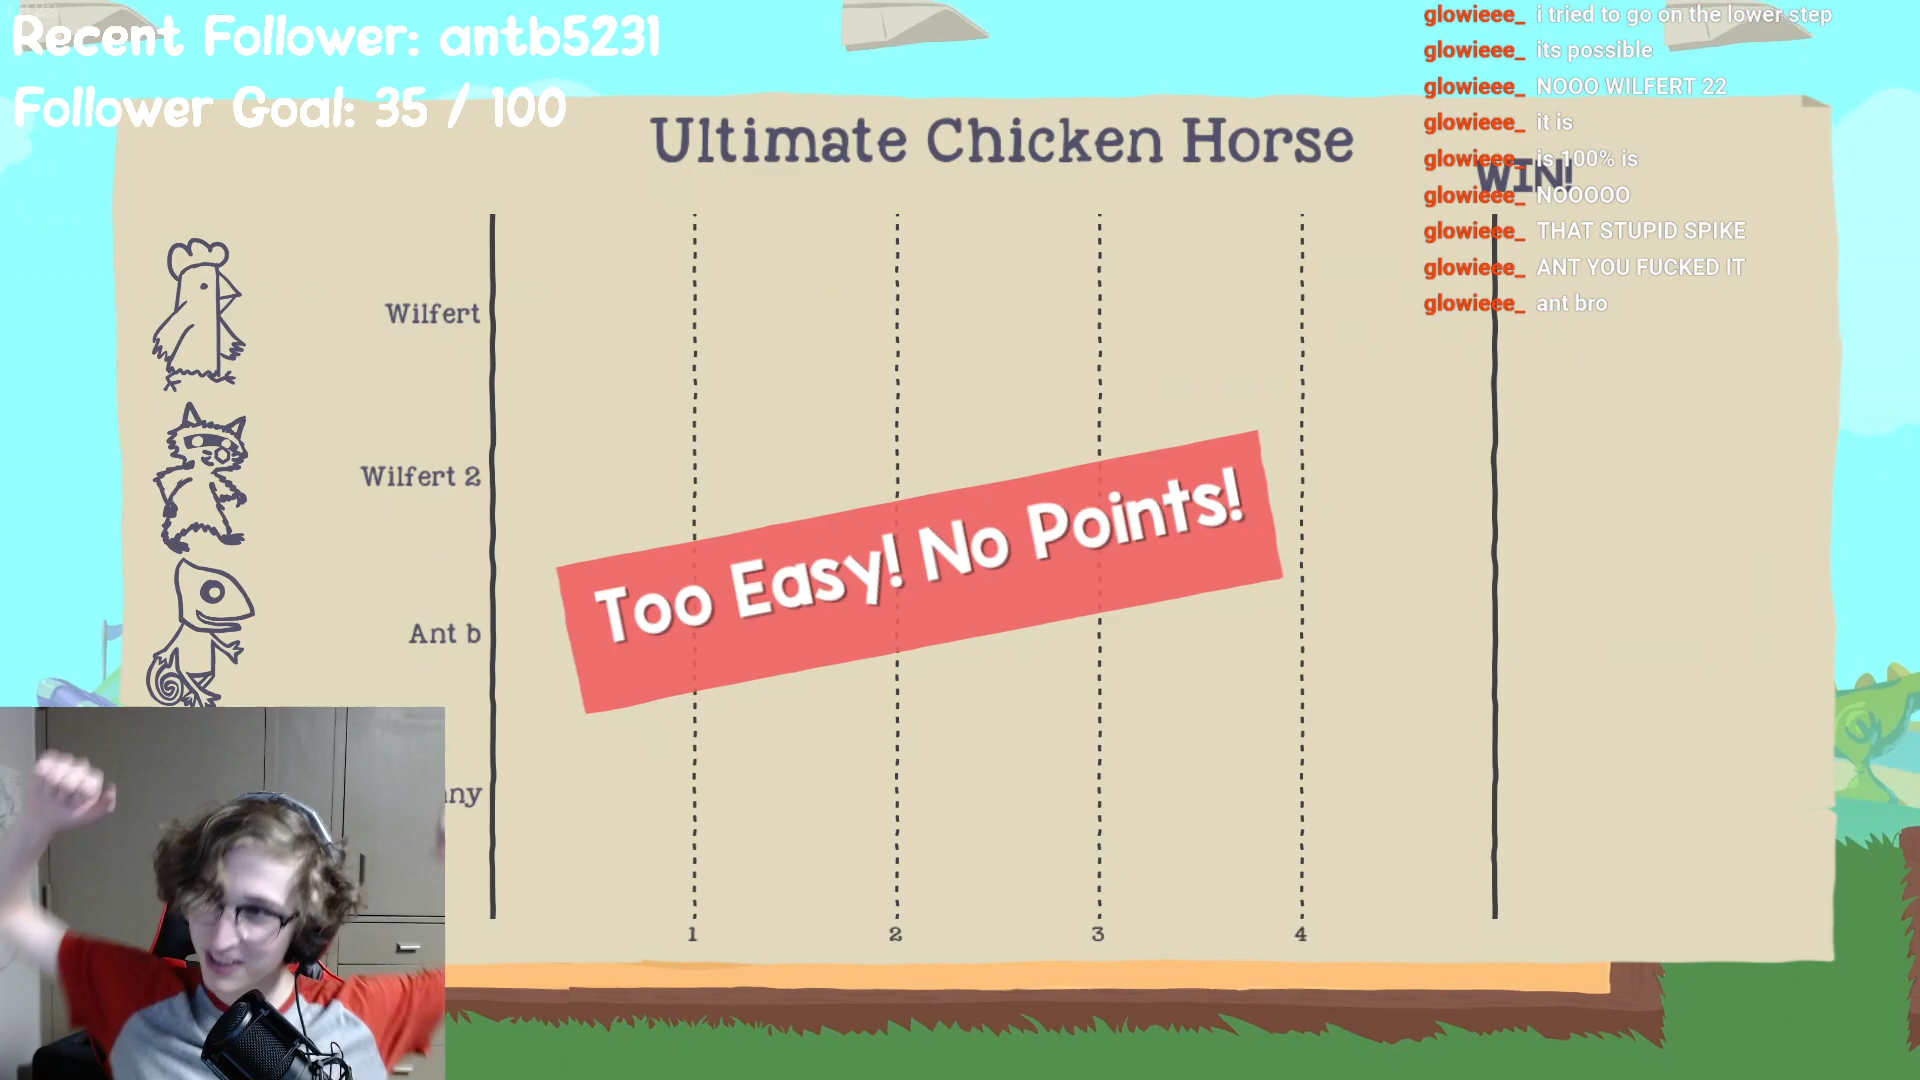 Recent Follower: antb5231
Follower Goal: 35 / 100
glowieee_ i tried to go on the lower step
glowieee_ its possible
glowieee_ NOOO WILFERT 22
glowieee_ it is
glowieee_ is 100% is
glowieee_ NOOOOO
glowieee_ THAT STUPID SPIKE
glowieee_ ANT YOU FUCKED IT
glowieee_ ant bro
Ultimate Chicken Horse
WIN!
Wilfert
Wilfert 2
Too Easy! No Points!
Ant b
1 2 3 4